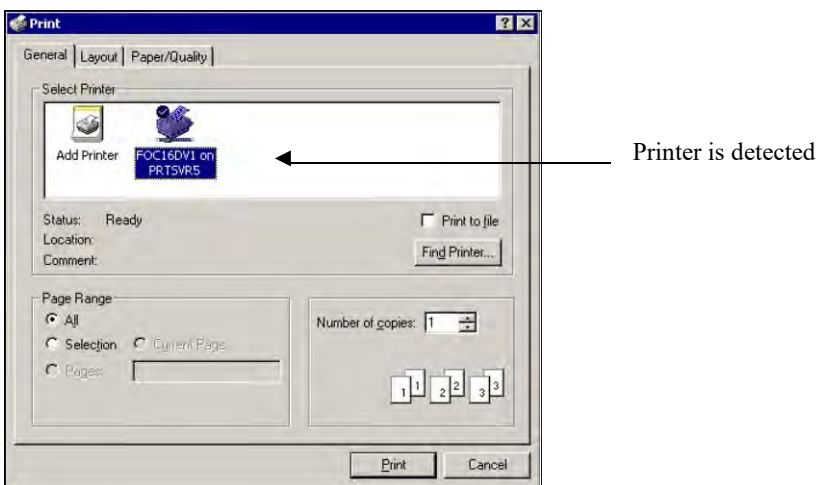 Print
General Layout Paper/Quality
Select Printer
Add Printer
FOC16DV1 on
PRTSVR5
Printer is detected
Status: Ready
Print to file
Location:
Find Printer...
Comment:
Page Range
All
Number of copies: 1
Selection Current Page
Pages:
1 1 2 2 3 3
Print Cancel